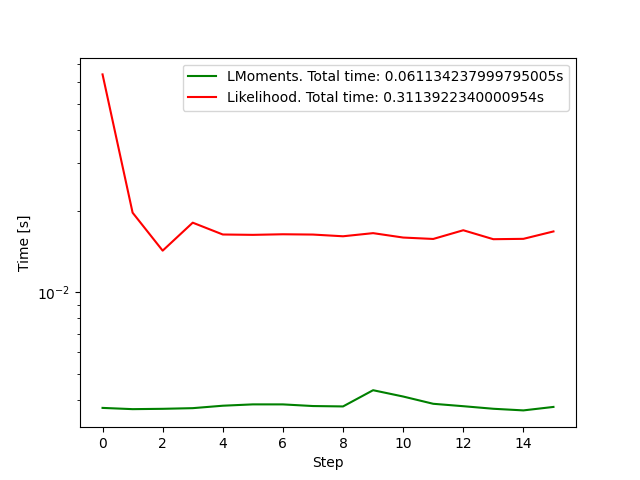 LMoments. Total time: 0.061134237999795005s
Likelihood. Total time: 0.3113922340000954s
Time [s]
10⁻²
0 2 4 6 8 10 12 14
Step